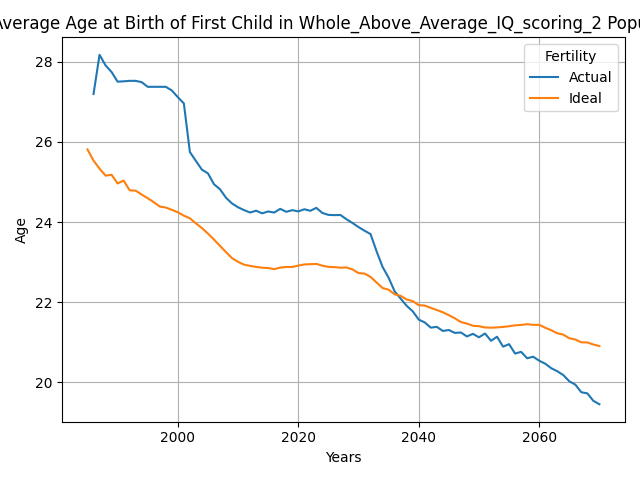 Average Age at Birth of First Child in Whole_Above_Average_IQ_scoring_2
Fertility
Actual
Ideal
28
26
24
22
20
Age
2000
2020
2040
2060
Years